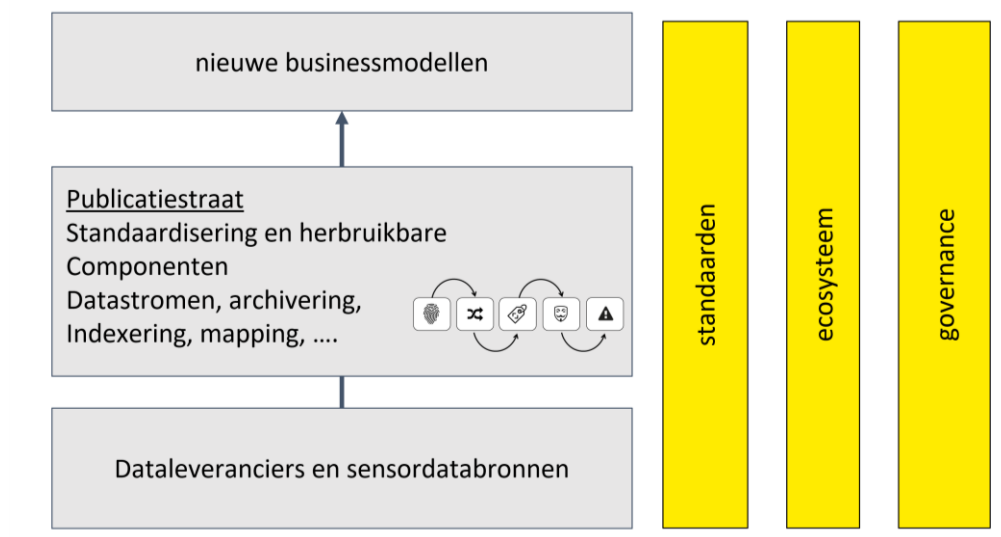 nieuwe businessmodellen
Publicatiestraat
Standaardisering en herbruikbare
Componenten
Datastromen, archivering,
Indexering, mapping, ....
Dataleveranciers en sensordatabronnen
standaarden
ecosysteem
governance